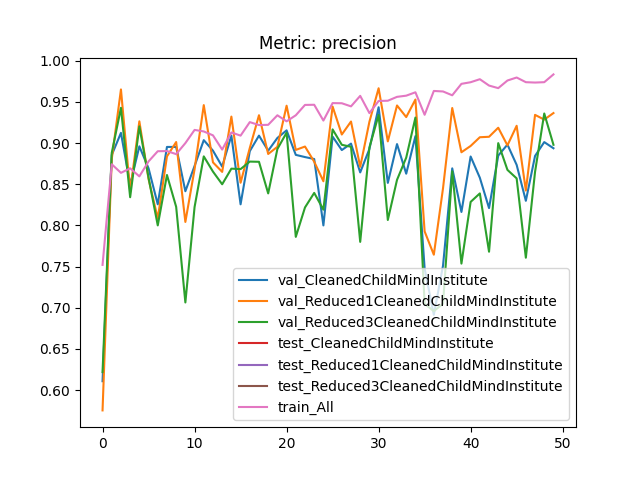 Metric: precision
1.00
0.95
0.90
0.85
0.80
0.75
0.70
0.65
0.60
val_CleanedChildMindInstitute
val_Reduced1CleanedChildMindInstitute
val_Reduced3CleanedChildMindInstitute
test_CleanedChildMindInstitute
test_Reduced1CleanedChildMindInstitute
test_Reduced3CleanedChildMindInstitute
train_All
0 10 20 30 40 50